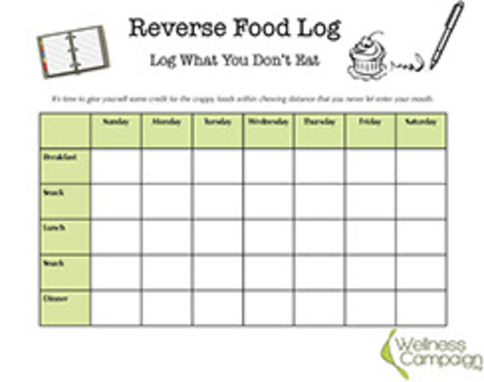 Reverse Food Log
Log What You Don't Eat
It's time to give yourself some credit for the crappy foods within chewing distance that you never let enter your mouth.
Sunday Monday Tuesday Wednesday Thursday Friday Saturday
Breakfast
Snack
Lunch
Snack
Dinner
Wellness
Campaign